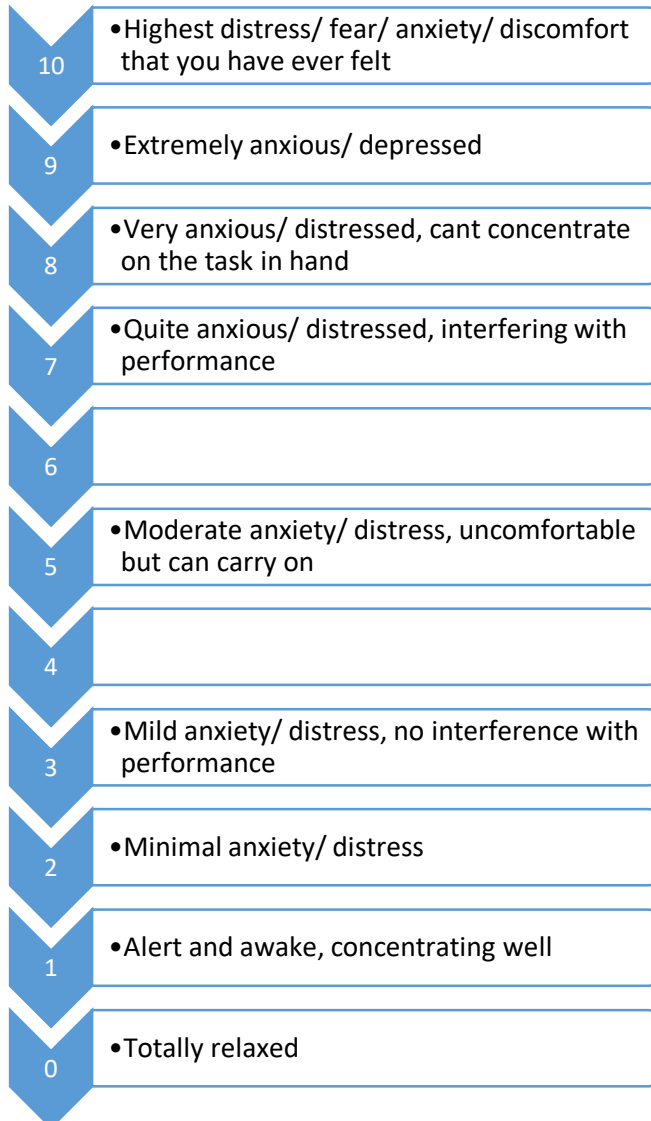 10
•Highest distress/ fear/ anxiety/ discomfort
that you have ever felt
9
•Extremely anxious/ depressed
8
•Very anxious/ distressed, cant concentrate
on the task in hand
7
•Quite anxious/ distressed, interfering with
performance
6
5
•Moderate anxiety/ distress, uncomfortable
but can carry on
4
3
•Mild anxiety/ distress, no interference with
performance
2
•Minimal anxiety/ distress
1
•Alert and awake, concentrating well
0
•Totally relaxed